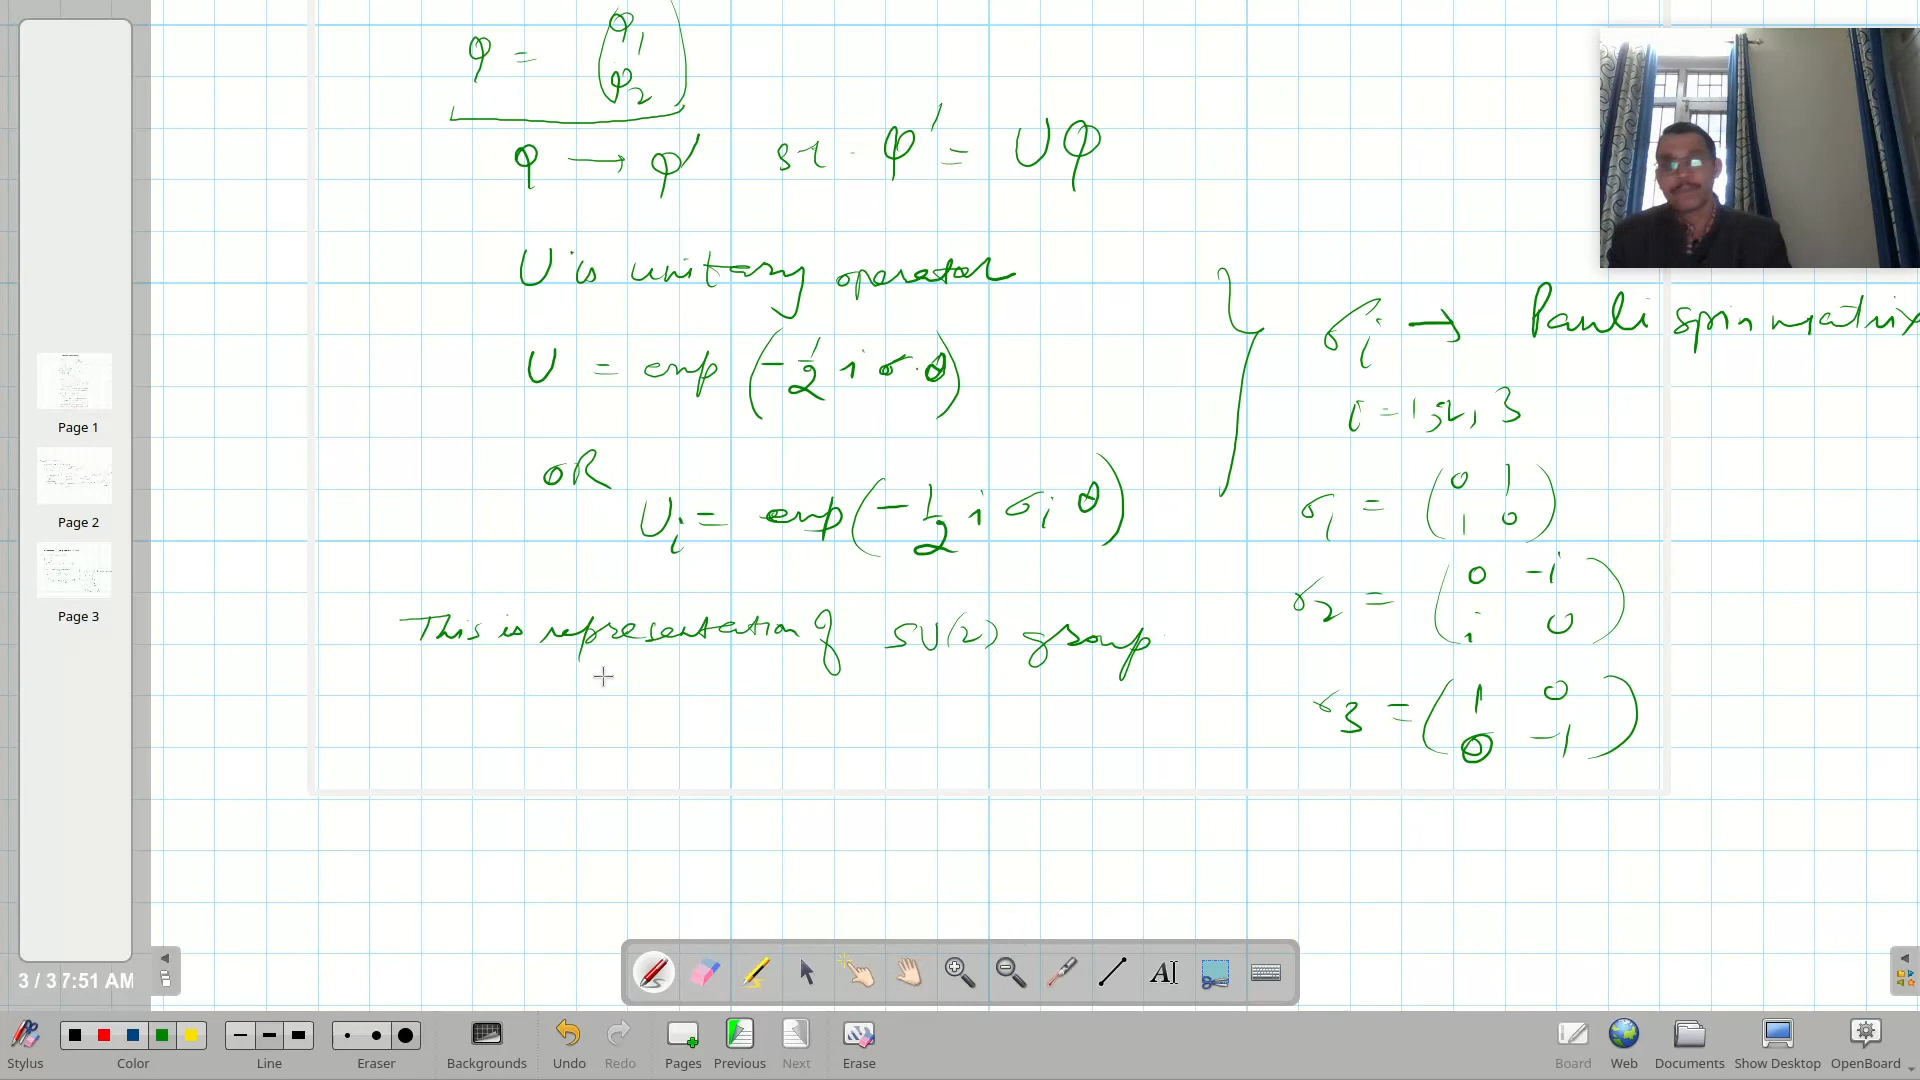 φ = (φ1 φ2)
φ → φ' st. φ' = Uφ
U is unitary operator
U = exp (-1/2 i σ.θ)
OR
Ui = exp (-1/2 i σi θ)
This is representation of SU(2) group
σi → Pauli spin matrix
i = 1, 2, 3
σ1 = (0 1
1 0)
σ2 = (0 -i
i 0)
σ3 = (1 0
0 -1)
Page 1
Page 2
Page 3
3 / 3 7:51 AM
AI
Stylus
Color
Line
Eraser
Backgrounds
Undo
Redo
Pages
Previous
Next
Erase
Board
Web
Documents
Show Desktop
OpenBoard